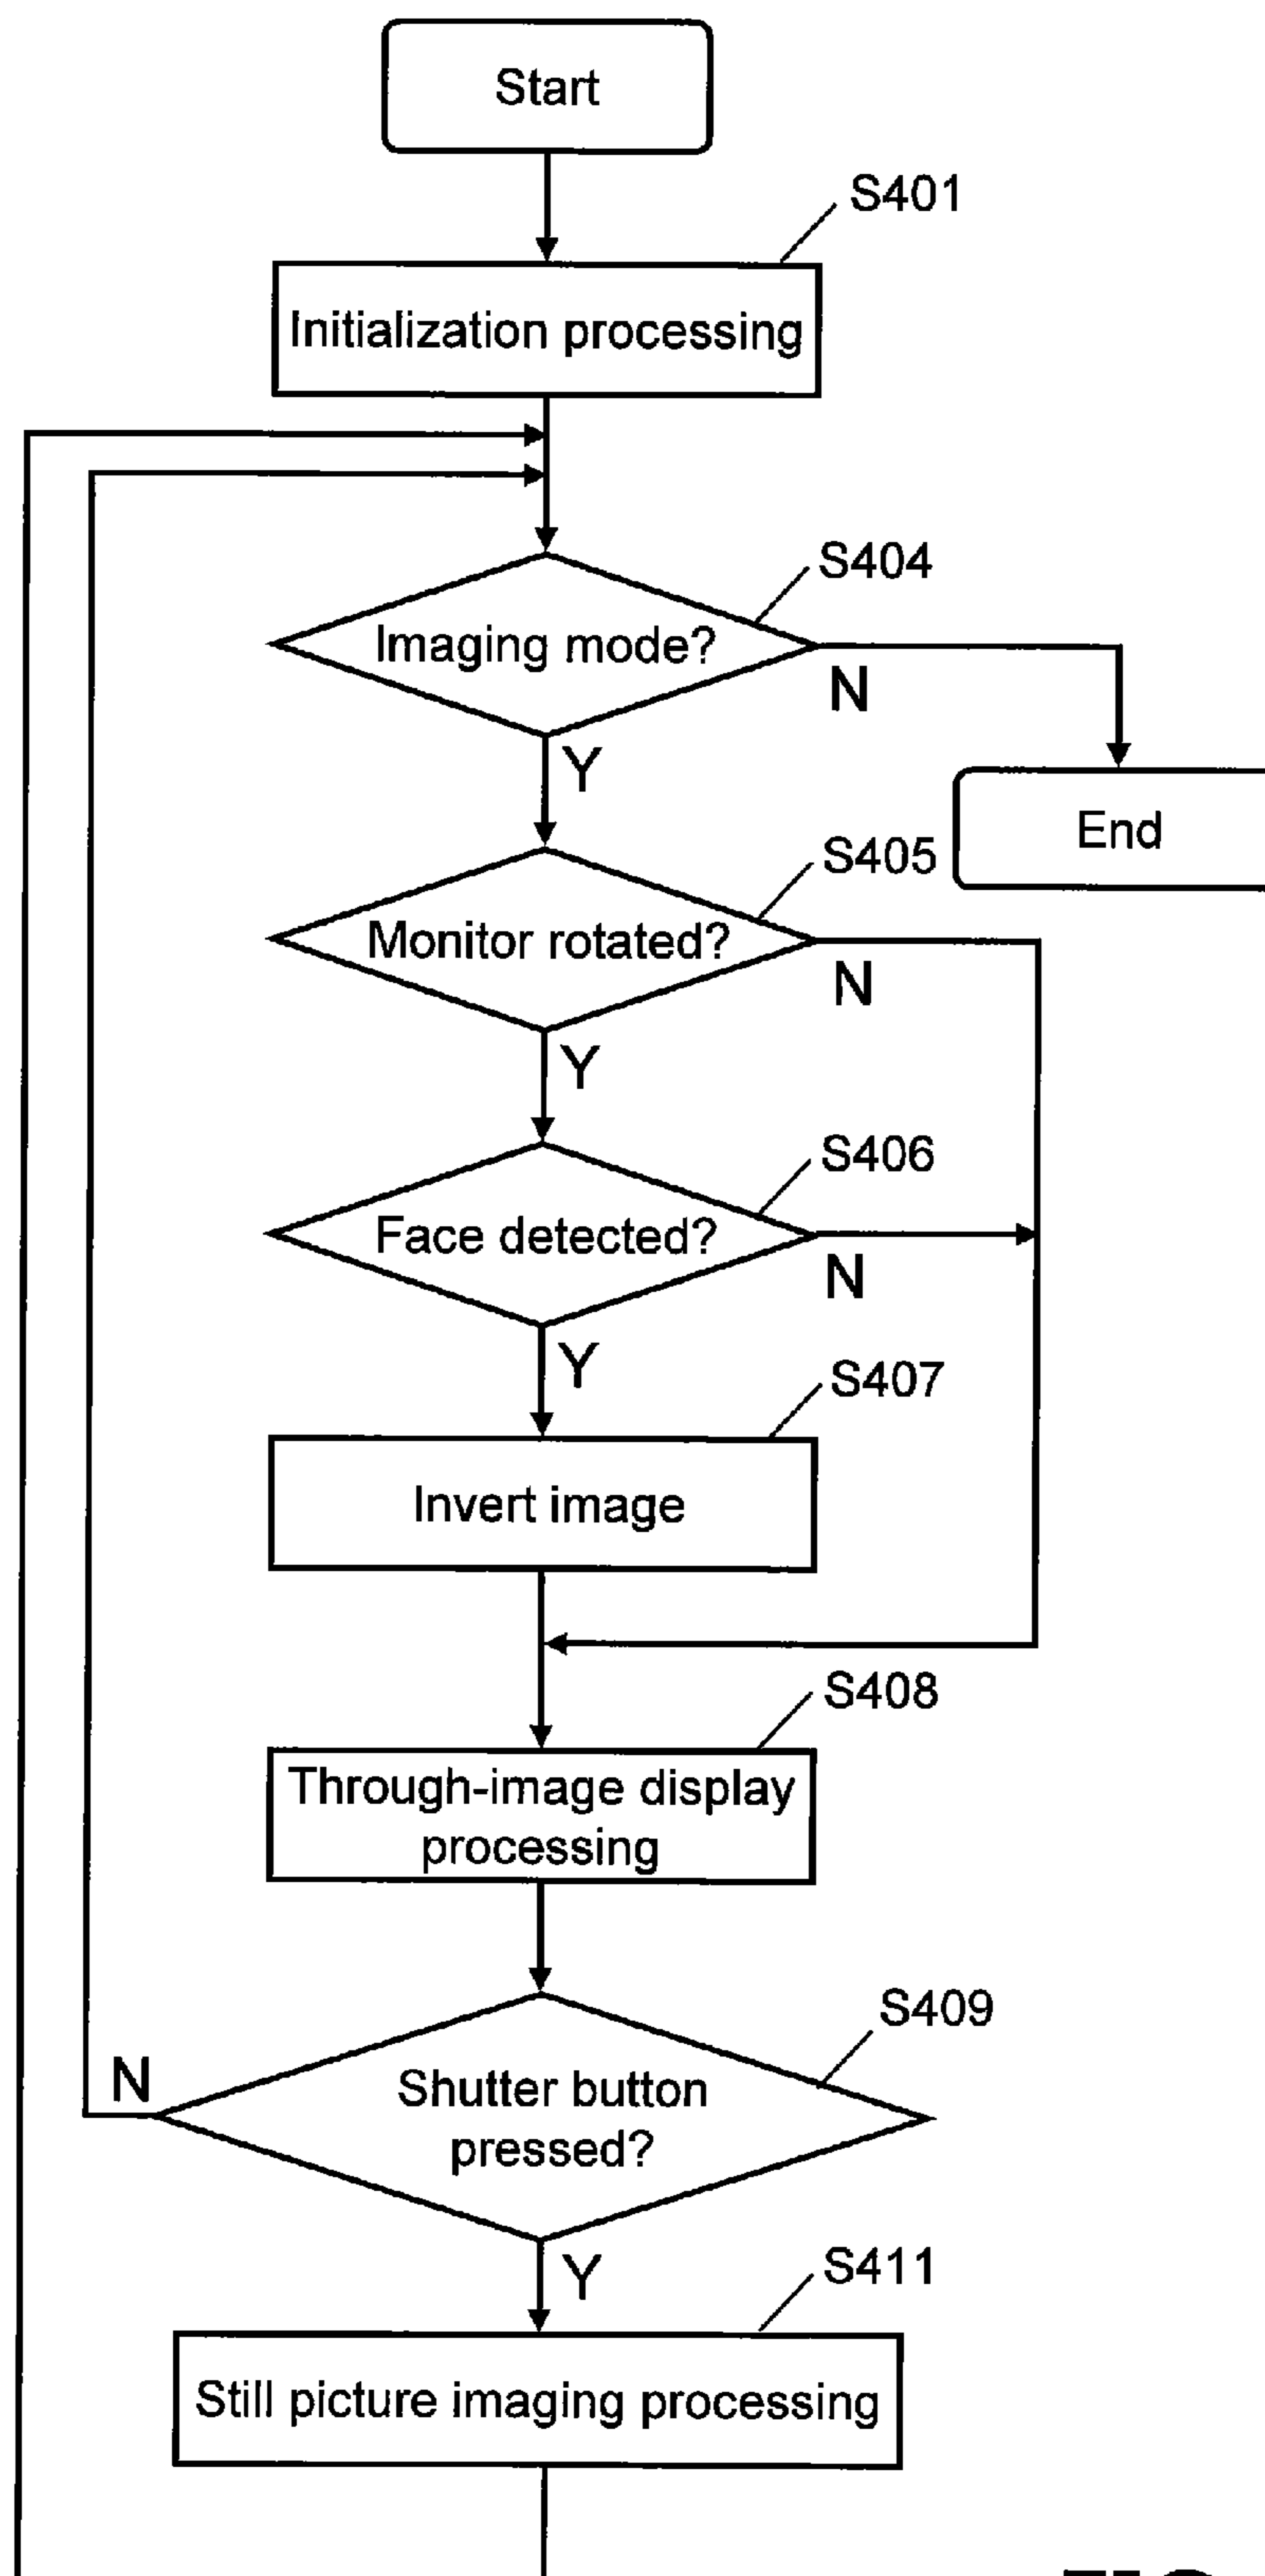 Start
S401
Initialization processing
S404
Imaging mode?
N
Y
End
S405
Monitor rotated?
N
Y
S406
Face detected?
N
Y
S407
Invert image
S408
Through-image display
processing
S409
N
Shutter button
pressed?
Y
S411
Still picture imaging processing